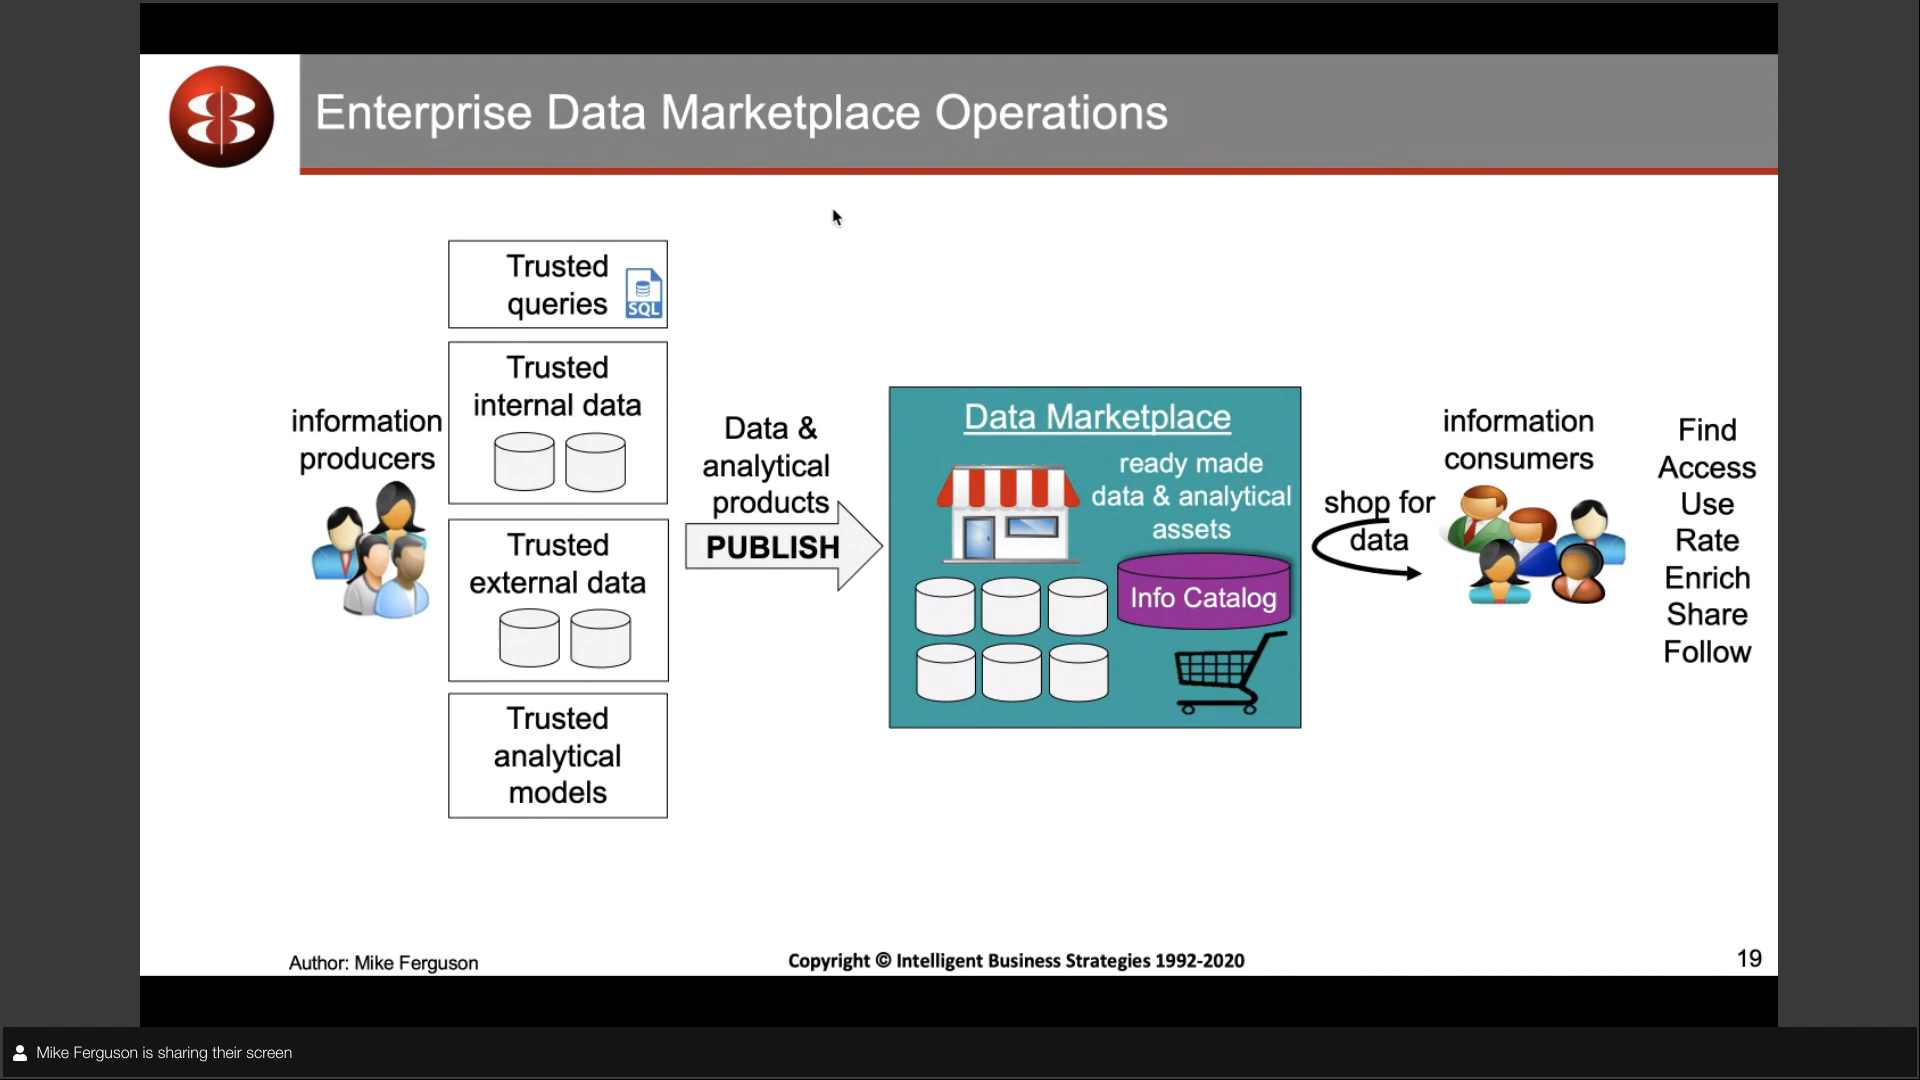 Enterprise Data Marketplace Operations
Trusted
queries
SQL
Trusted
internal data
information
producers
Trusted
external data
Trusted
analytical
models
Data &
analytical
products
PUBLISH
Data Marketplace
ready made
data & analytical
assets
Info Catalog
shop for
data
information
consumers
Find
Access
Use
Rate
Enrich
Share
Follow
Author: Mike Ferguson
Copyright © Intelligent Business Strategies 1992-2020
19
Mike Ferguson is sharing their screen